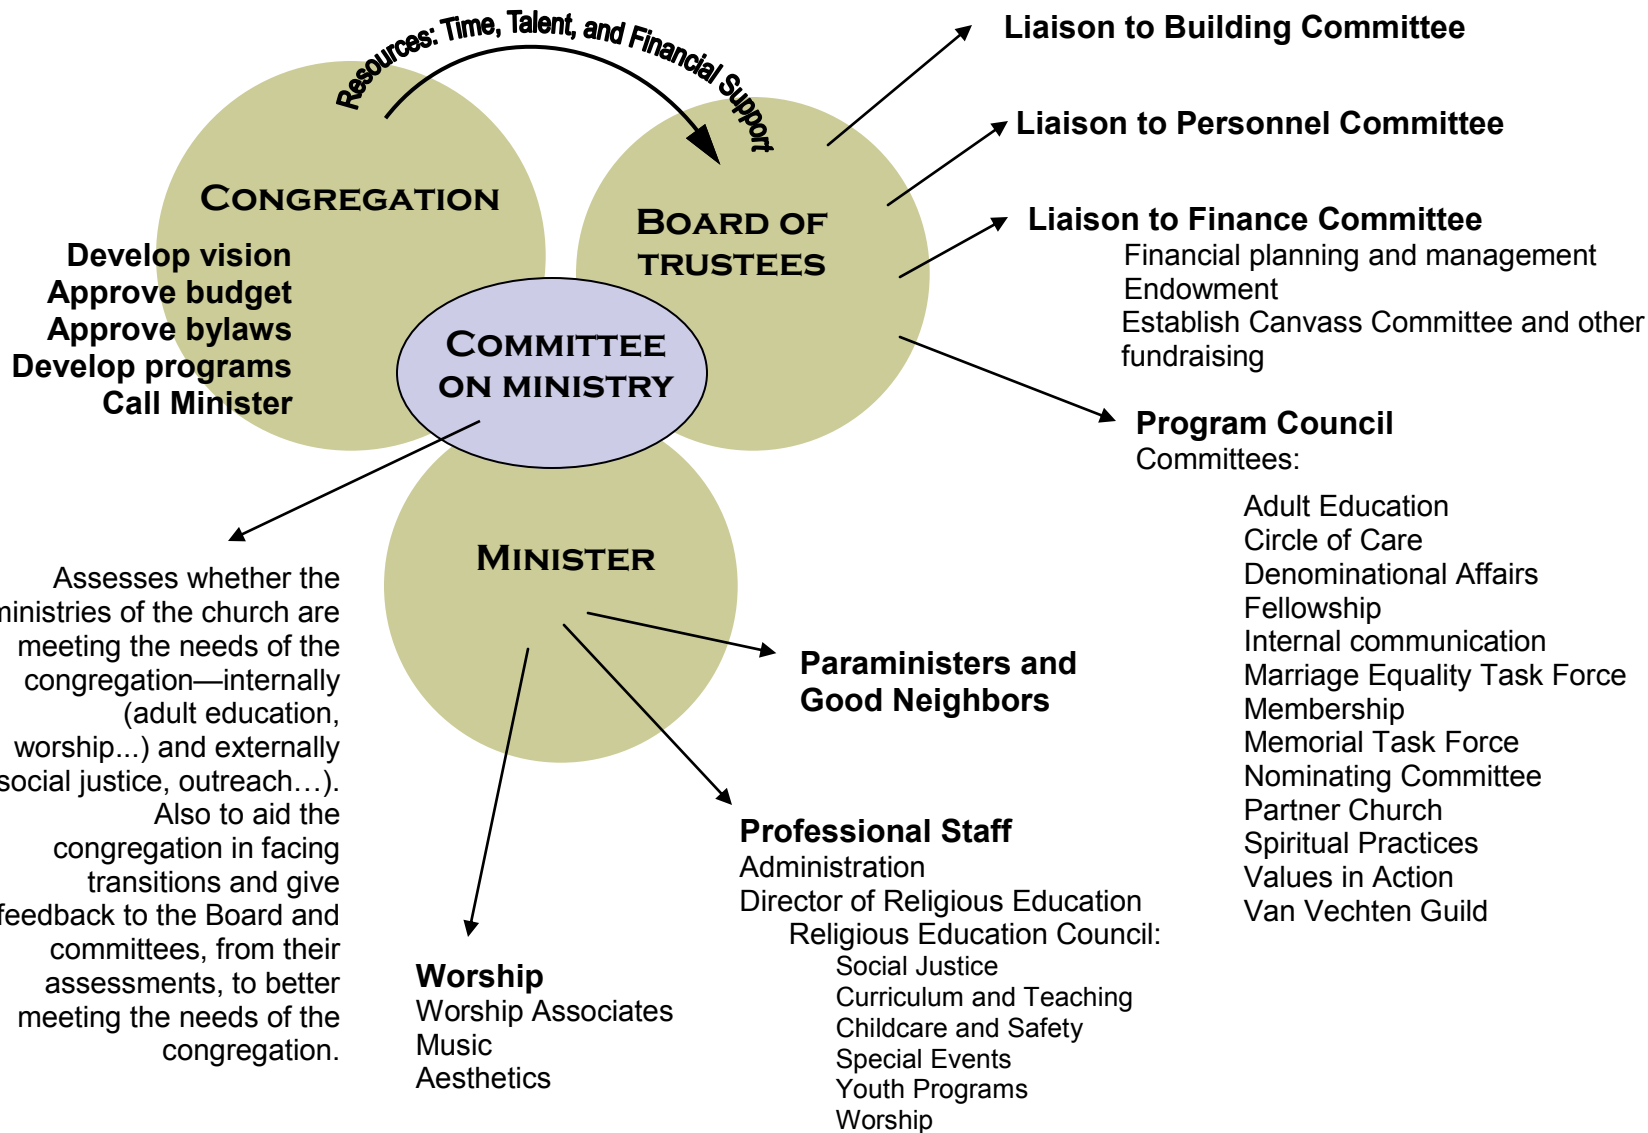 Resources: Time, Talent, and Financial Support
CONGREGATION
Develop vision
Approve budget
Approve bylaws
Develop programs
Call Minister
BOARD OF
TRUSTEES
COMMITTEE
ON MINISTRY
MINISTER
Liaison to Building Committee
Liaison to Personnel Committee
Liaison to Finance Committee
Financial planning and management
Endowment
Establish Canvass Committee and other
fundraising
Program Council
Committees:
Adult Education
Circle of Care
Denominational Affairs
Fellowship
Internal communication
Marriage Equality Task Force
Membership
Memorial Task Force
Nominating Committee
Partner Church
Spiritual Practices
Values in Action
Van Vechten Guild
Assesses whether the
ministries of the church are
meeting the needs of the
congregation—internally
(adult education,
worship...) and externally
social justice, outreach…).
Also to aid the
congregation in facing
transitions and give
feedback to the Board and
committees, from their
assessments, to better
meeting the needs of the
congregation.
Paraministers and
Good Neighbors
Professional Staff
Administration
Director of Religious Education
Religious Education Council:
Social Justice
Curriculum and Teaching
Childcare and Safety
Special Events
Youth Programs
Worship
Worship
Worship Associates
Music
Aesthetics